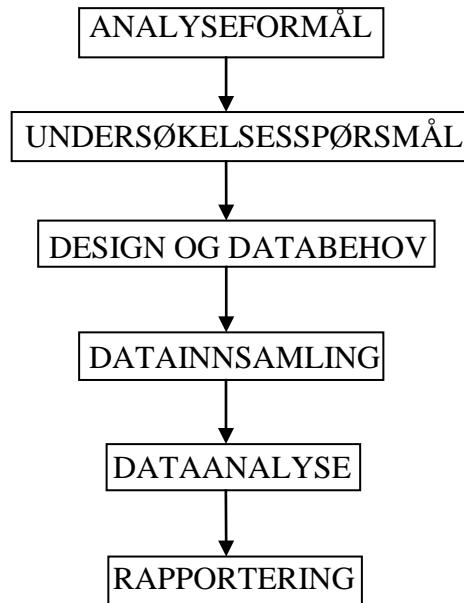 ANALYSEFORMÅL
UNDERSØKELSESSPØRSMÅL
DESIGN OG DATABEHOV
DATAINNSAMLING
DATAANALYSE
RAPPORTERING